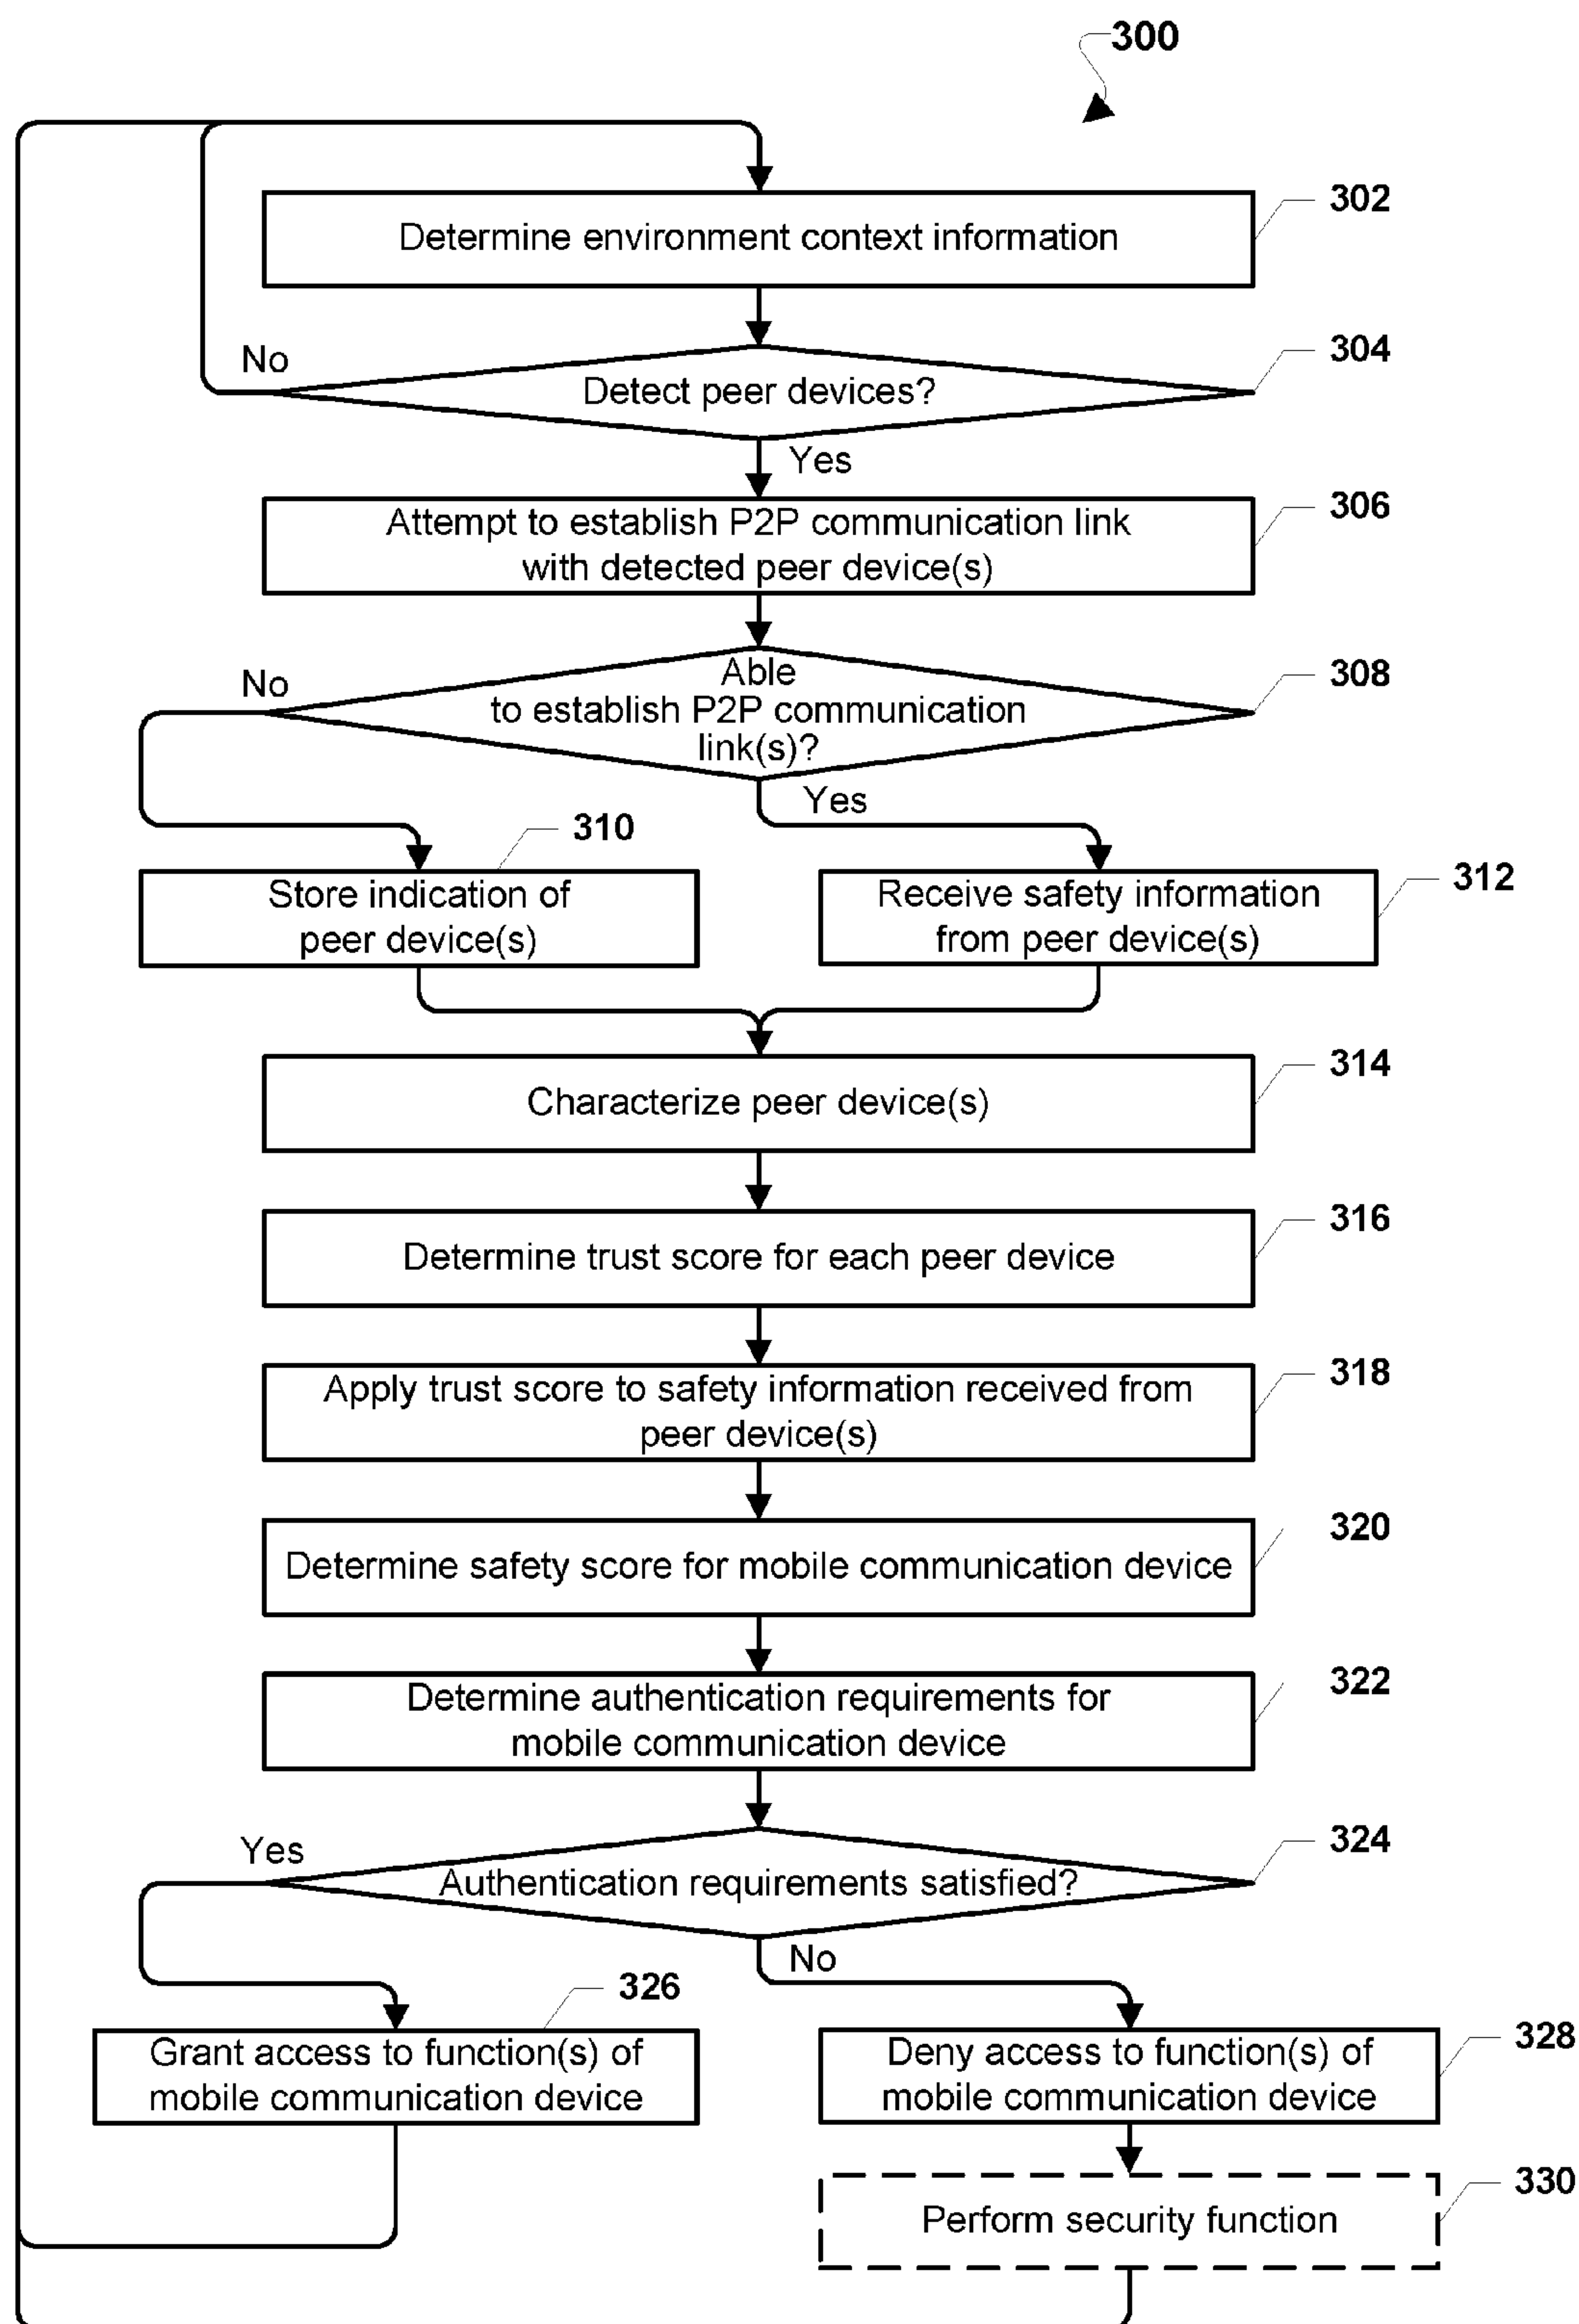 300
302
Determine environment context information
304
No
Detect peer devices?
Yes
306
Attempt to establish P2P communication link
with detected peer device(s)
308
No
Able
to establish P2P communication
link(s)?
Yes
310
Store indication of
peer device(s)
312
Receive safety information
from peer device(s)
314
Characterize peer device(s)
316
Determine trust score for each peer device
318
Apply trust score to safety information received from
peer device(s)
320
Determine safety score for mobile communication device
322
Determine authentication requirements for
mobile communication device
324
Yes
Authentication requirements satisfied?
No
326
Grant access to function(s) of
mobile communication device
328
Deny access to function(s) of
mobile communication device
330
Perform security function